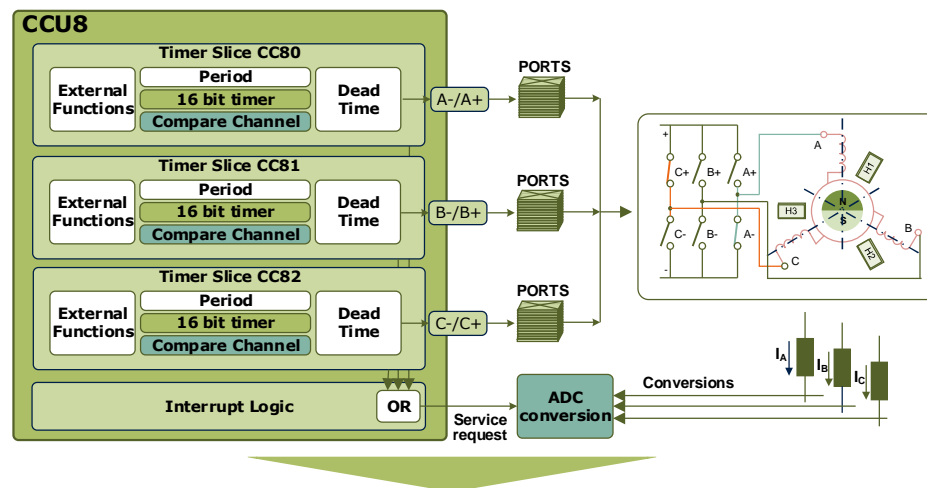 CCU8
Timer Slice CC80
External
Functions
Period
16 bit timer
Compare Channel
Dead
Time
A-/A+
PORTS
Timer Slice CC81
External
Functions
Period
16 bit timer
Compare Channel
Dead
Time
B-/B+
PORTS
Timer Slice CC82
External
Functions
Period
16 bit timer
Compare Channel
Dead
Time
C-/C+
PORTS
Interrupt Logic
OR
Service
request
ADC
conversion
Conversions
IA
IB
IC
+
C+
B+
A+
C-
B-
A-
-
A
H1
H3
N
S
H2
B
C